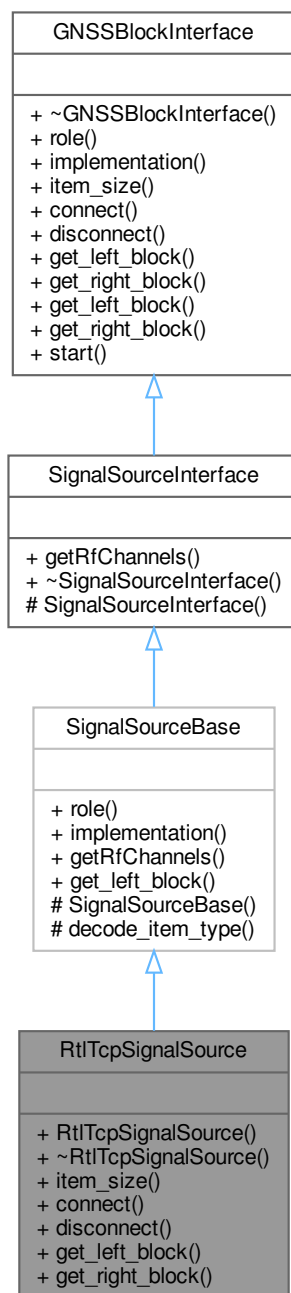 GNSSBlockInterface
+ ~GNSSBlockInterface()
+ role()
+ implementation()
+ item_size()
+ connect()
+ disconnect()
+ get_left_block()
+ get_right_block()
+ get_left_block()
+ get_right_block()
+ start()
SignalSourceInterface
+ getRfChannels()
+ ~SignalSourceInterface()
# SignalSourceInterface()
SignalSourceBase
+ role()
+ implementation()
+ getRfChannels()
+ get_left_block()
# SignalSourceBase()
# decode_item_type()
RtlTcpSignalSource
+ RtlTcpSignalSource()
+ ~RtlTcpSignalSource()
+ item_size()
+ connect()
+ disconnect()
+ get_left_block()
+ get_right_block()